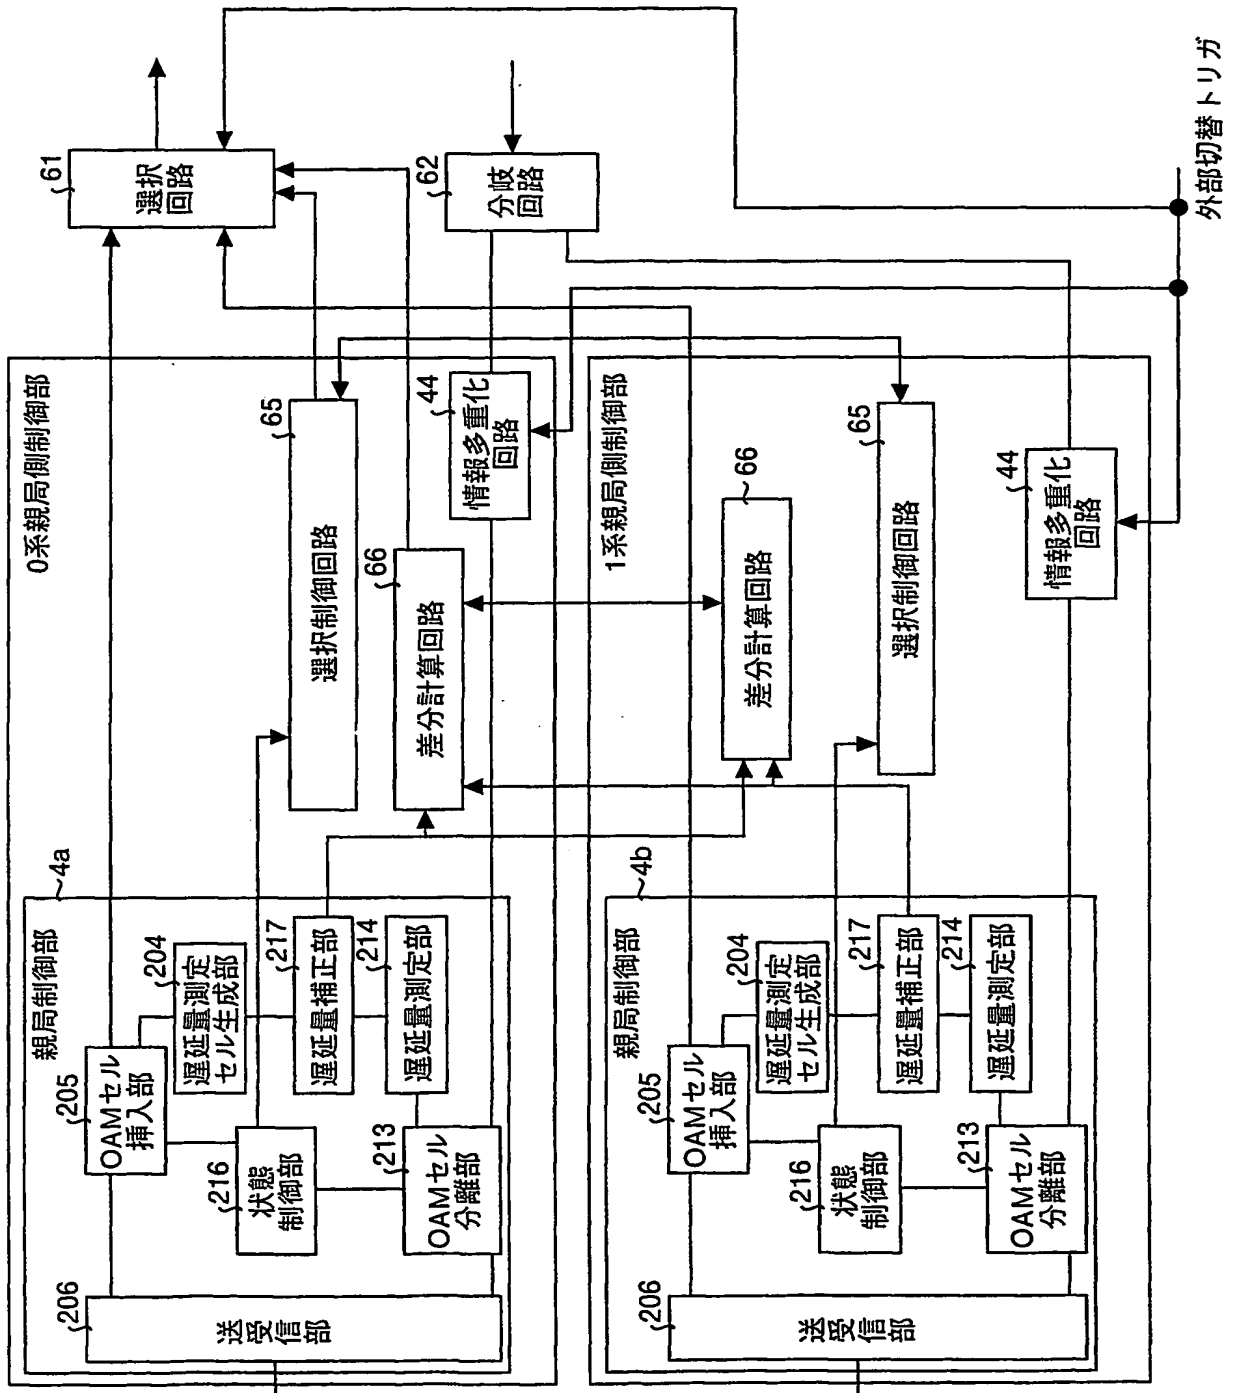 0系親局側制御部
親局制御部
4a
206
送受信部
205
OAMセル
挿入部
204
遅延量測定
セル生成部
216
状態
制御部
217
遅延量補正部
214
遅延量測定部
213
OAMセル
分離部
65
選択制御回路
66
差分計算回路
44
情報多重化
回路
61
選択
回路
62
分岐
回路
1系親局側制御部
親局制御部
4b
206
送受信部
205
OAMセル
挿入部
204
遅延量測定
セル生成部
216
状態
制御部
217
遅延量補正部
214
遅延量測定部
213
OAMセル
分離部
66
差分計算回路
65
選択制御回路
44
情報多重化
回路
外部切替トリガ